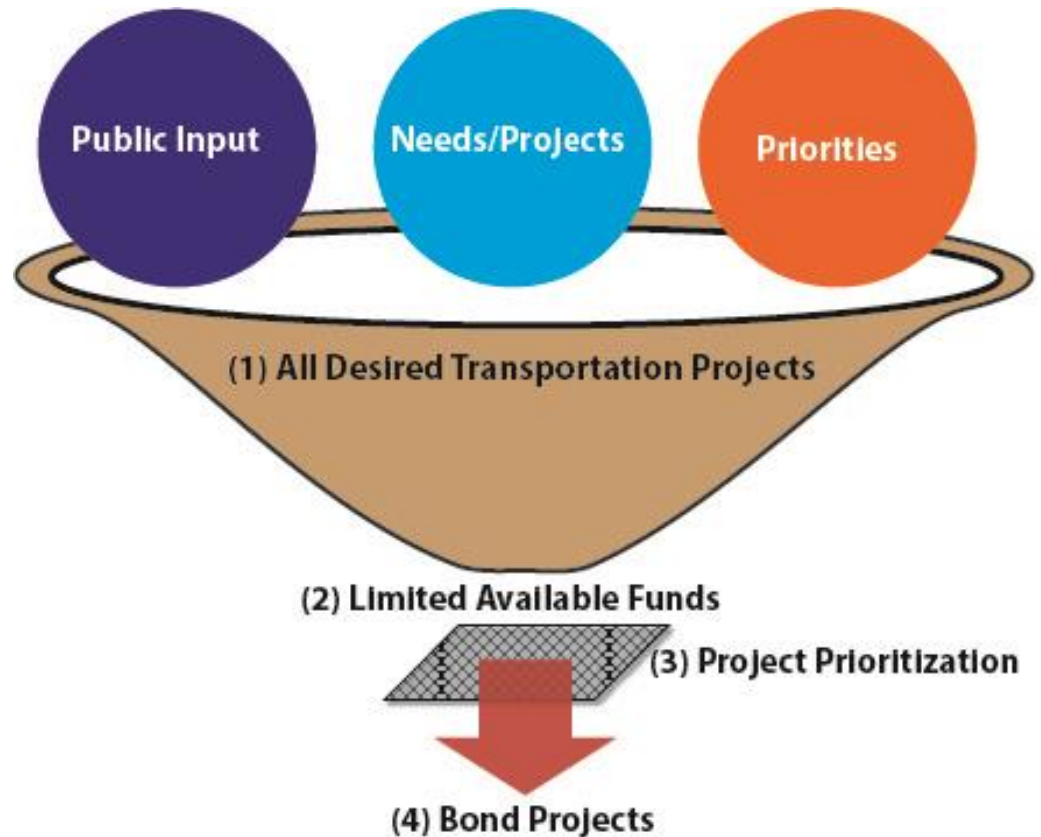 Public Input
Needs/Projects
Priorities
(1) All Desired Transportation Projects
(2) Limited Available Funds
(3) Project Prioritization
(4) Bond Projects